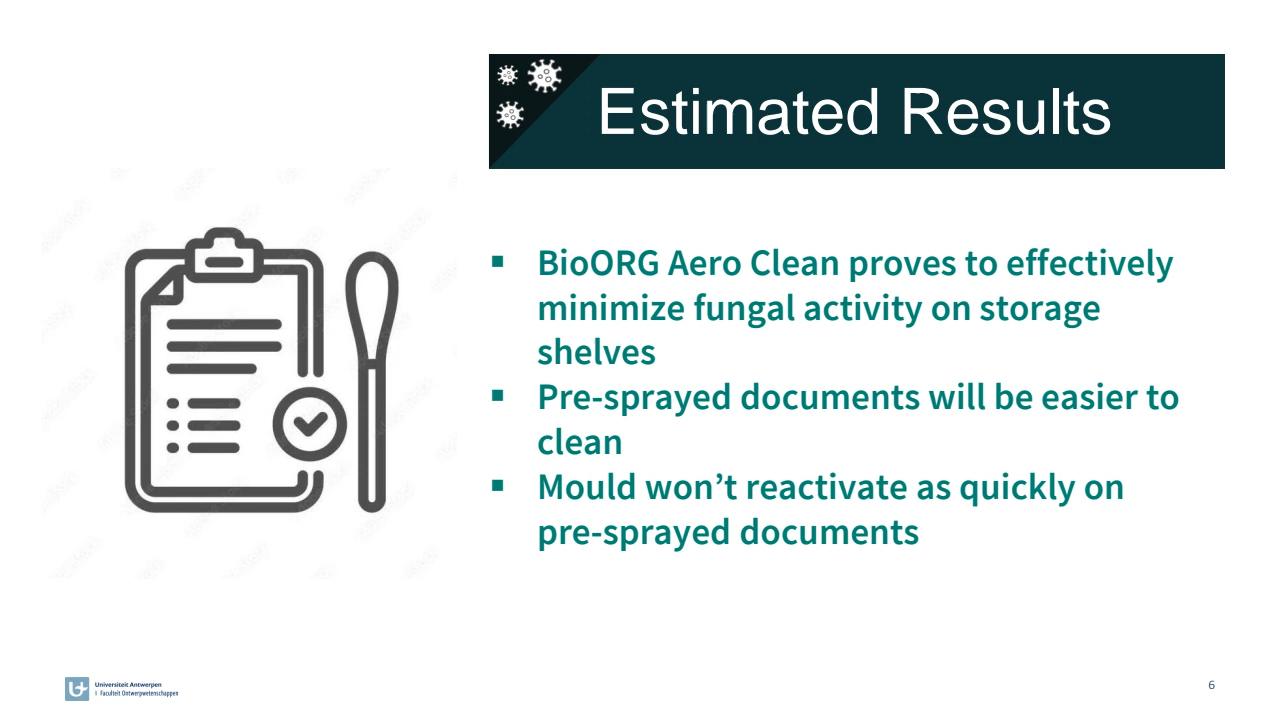 Estimated Results
▪ BioORG Aero Clean proves to effectively
minimize fungal activity on storage
shelves
▪ Pre-sprayed documents will be easier to
clean
▪ Mould won’t reactivate as quickly on
pre-sprayed documents
Universiteit Antwerpen
I Faculteit Ontwerpwetenschappen
6